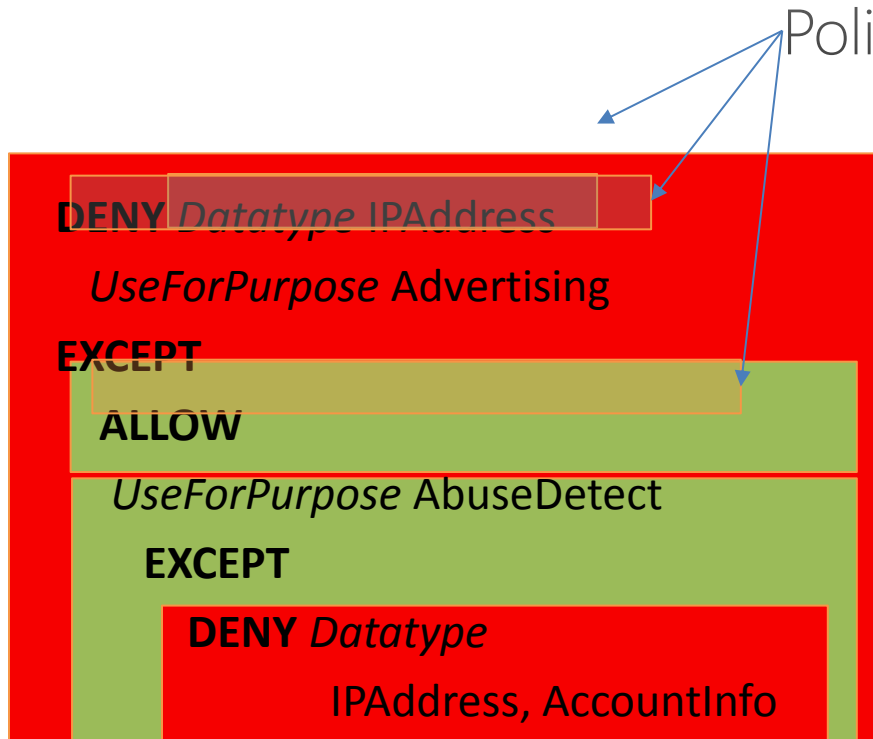 Poli
DENY Datatype IPAddress
UseForPurpose Advertising
EXCEPT
ALLOW
UseForPurpose AbuseDetect
EXCEPT
DENY Datatype
IPAddress, AccountInfo